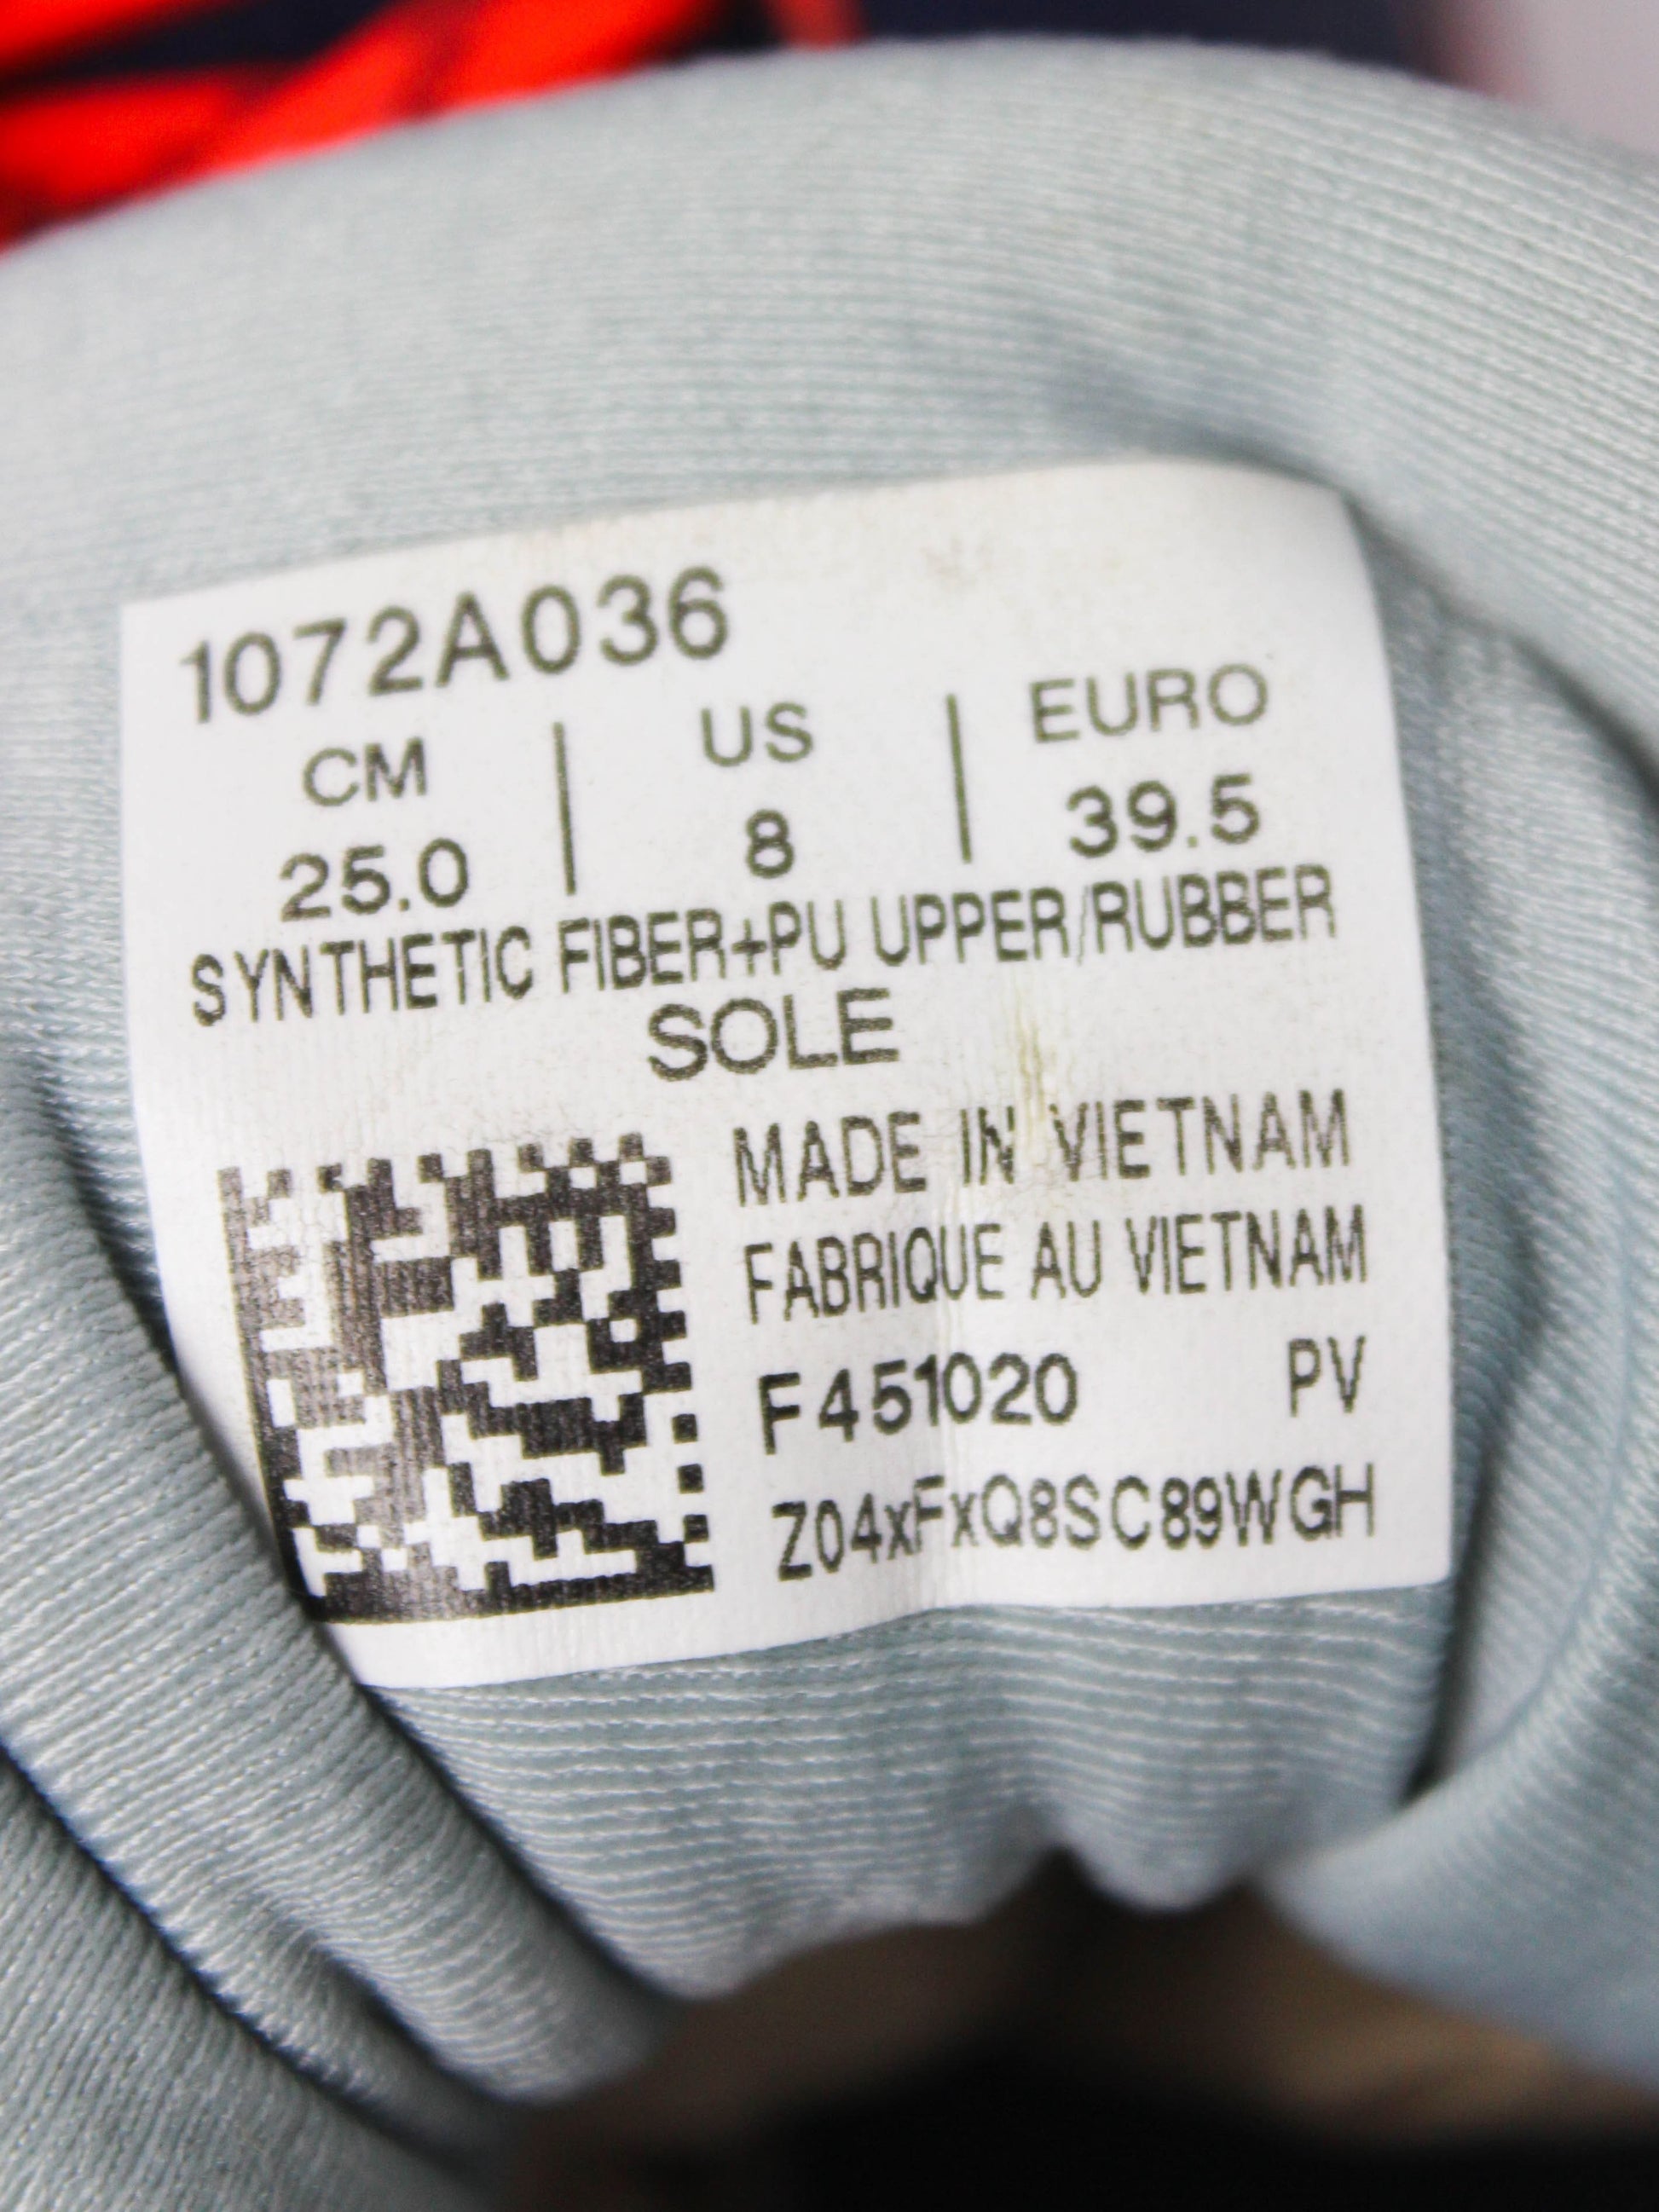 1072A036
CM | US | EURO
25.0 | 8 | 39.5
SYNTHETIC FIBER+PU UPPER/RUBBER
SOLE
MADE IN VIETNAM
FABRIQUE AU VIETNAM
F451020 PV
Z04xFxQ8SC89WGH